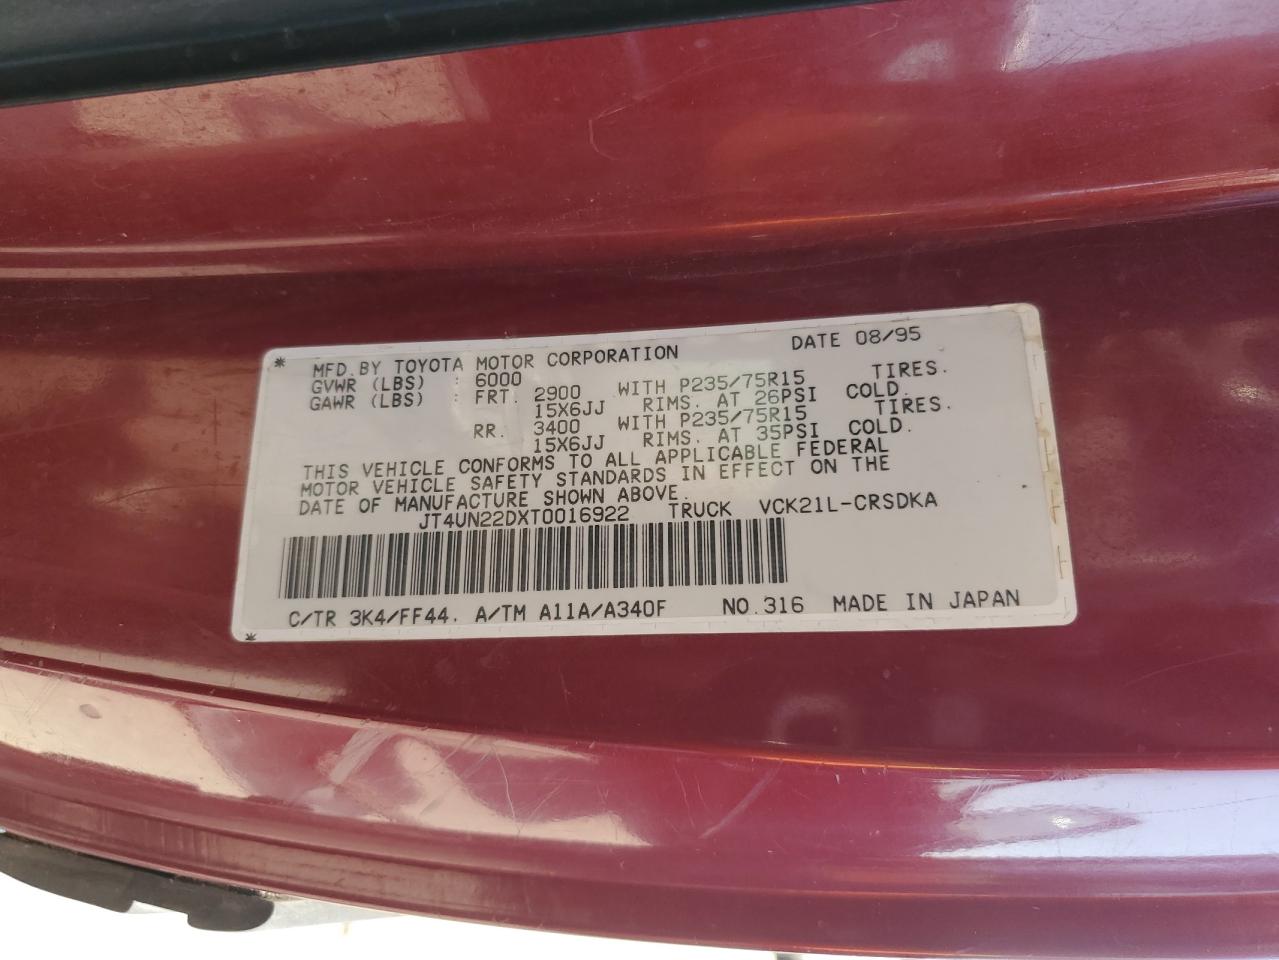 * MFD. BY TOYOTA MOTOR CORPORATION DATE 08/95
GVWR (LBS) : 6000
GAWR (LBS) : FRT. 2900 WITH P235/75R15 TIRES.
15X6JJ RIMS. AT 26PSI COLD.
RR. 3400 WITH P235/75R15 TIRES.
15X6JJ RIMS. AT 35PSI COLD.
THIS VEHICLE CONFORMS TO ALL APPLICABLE FEDERAL
MOTOR VEHICLE SAFETY STANDARDS IN EFFECT ON THE
DATE OF MANUFACTURE SHOWN ABOVE.
JT4UN22DXT0016922 TRUCK VCK21L-CRSDKA
C/TR 3K4/FF44. A/TM A11A/A340F NO.316 MADE IN JAPAN
*